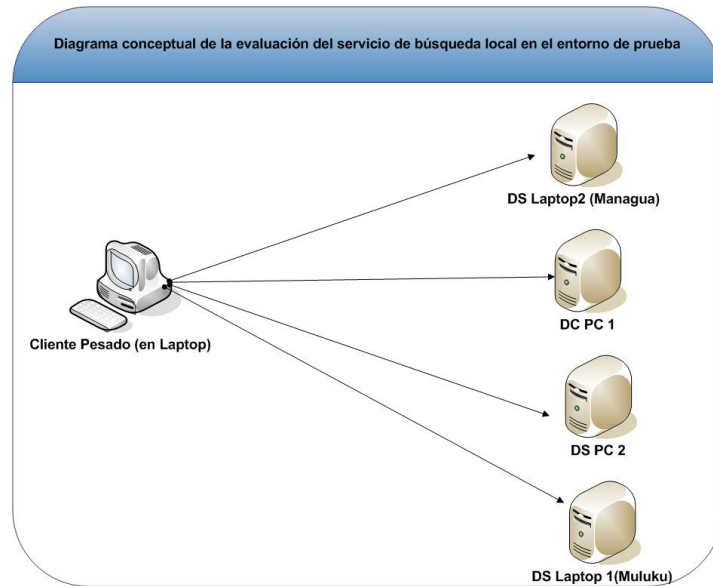 Diagrama conceptual de la evaluación del servicio de búsqueda local en el entorno de prueba
DS Laptop2 (Managua)
DC PC 1
Cliente Pesado (en Laptop)
DS PC 2
DS Laptop 1(Muluku)